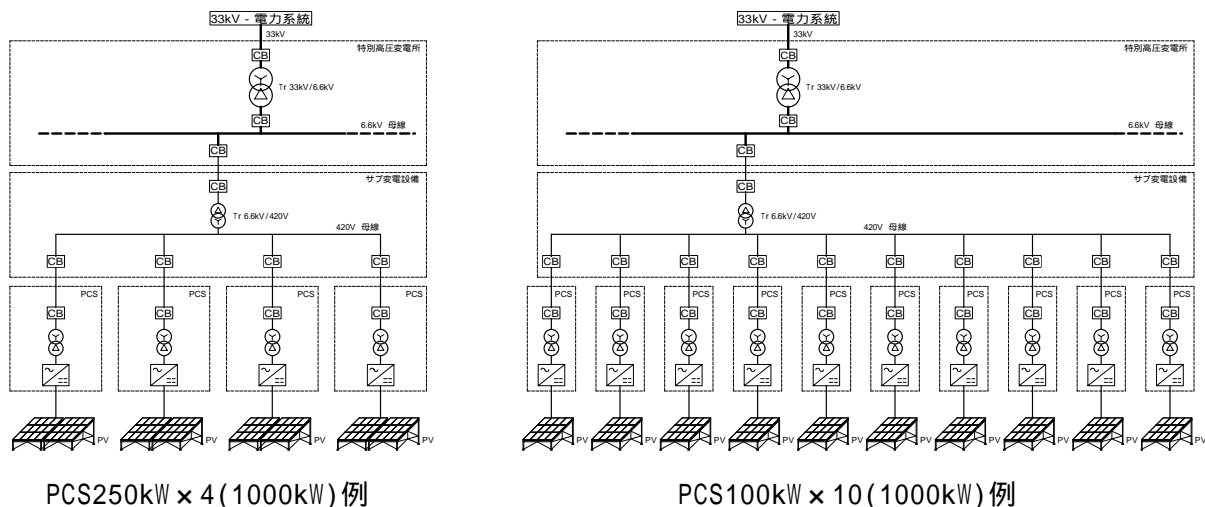 33kV - 電力系統
33kV
特別高圧変電所
CB
Tr 33kV/6.6kV
CB
6.6kV 母線
CB
サブ変電設備
CB
Tr 6.6kV/420V
420V 母線
CB CB CB CB
PCS PCS PCS PCS
CB CB CB CB
PV PV PV PV
PCS250kW×4(1000kW)例
33kV - 電力系統
33kV
特別高圧変電所
CB
Tr 33kV/6.6kV
CB
6.6kV 母線
CB
サブ変電設備
CB
Tr 6.6kV/420V
420V 母線
CB CB CB CB CB CB CB CB CB CB
PCS PCS PCS PCS PCS PCS PCS PCS PCS PCS
CB CB CB CB CB CB CB CB CB CB
PV PV PV PV PV PV PV PV PV PV
PCS100kW×10(1000kW)例